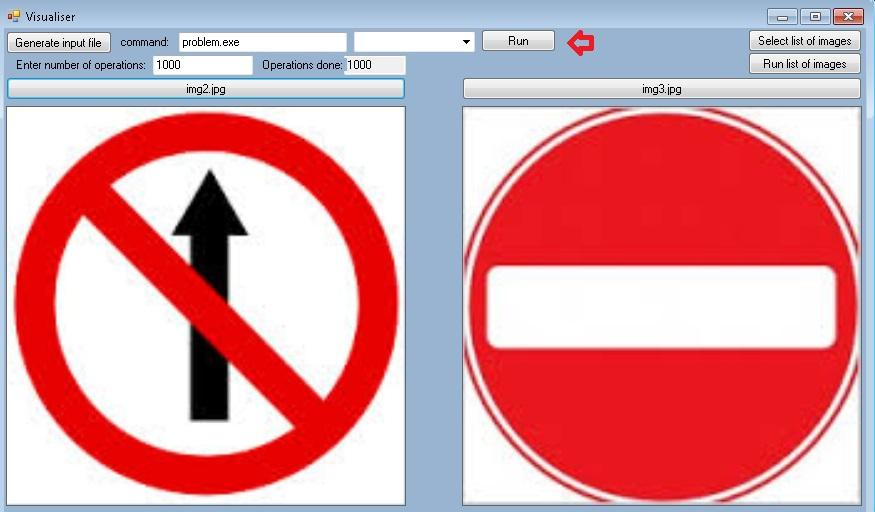 Visualiser
Generate input file command: problem.exe Run Select list of images
Enter number of operations: 1000 Operations done: 1000 Run list of images
img2.jpg img3.jpg